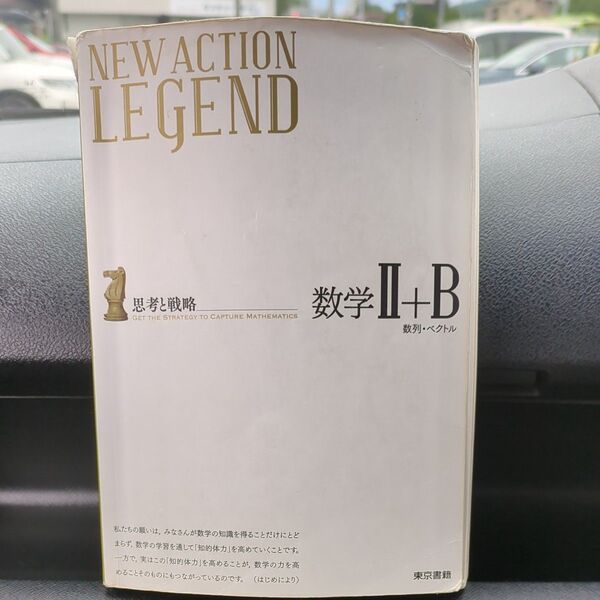 NEW ACTION
LEGEND
思考と戦略
GET THE STRATEGY TO CAPTURE MATHEMATICS
数学Ⅱ+B
数列・ベクトル
私たちの願いは，みなさんが数学の知識を得ることだけにとど
まらず，数学の学習を通して「知的体力」を高めていくことです。
一方で，実はこの「知的体力」を高めることが，数学の力を高
めることそのものにもつながっているのです。 （はじめにより）
東京書籍